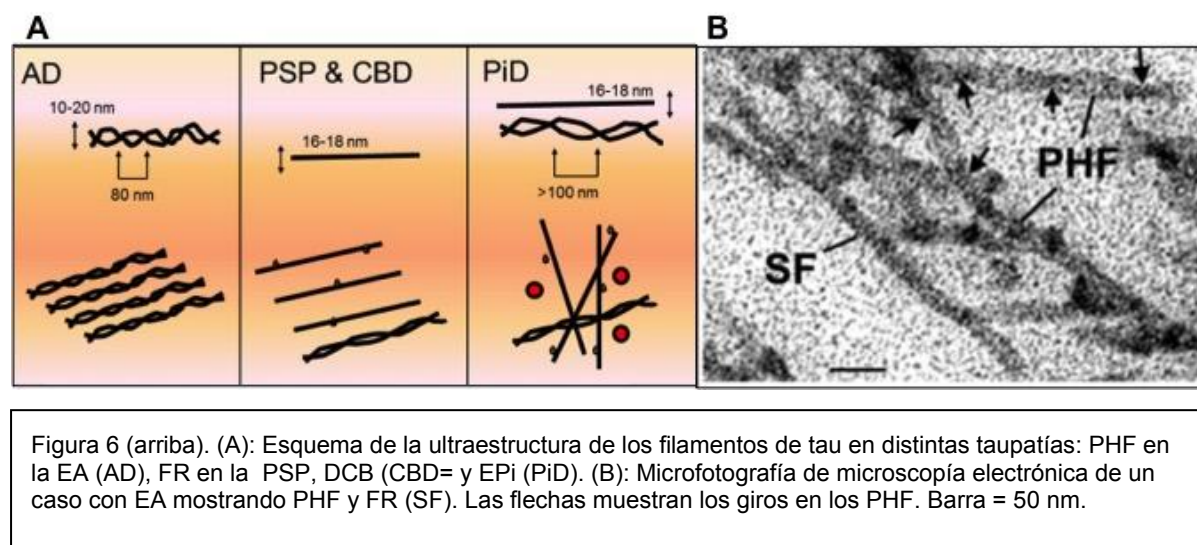 A
B
AD
PSP & CBD
PiD
10-20 nm
80 nm
16-18 nm
16-18 nm
>100 nm
PHF
SF
Figura 6 (arriba). (A): Esquema de la ultraestructura de los filamentos de tau en distintas taupatías: PHF en
la EA (AD), FR en la PSP, DCB (CBD= y EPi (PiD). (B): Microfotografía de microscopía electrónica de un
caso con EA mostrando PHF y FR (SF). Las flechas muestran los giros en los PHF. Barra = 50 nm.